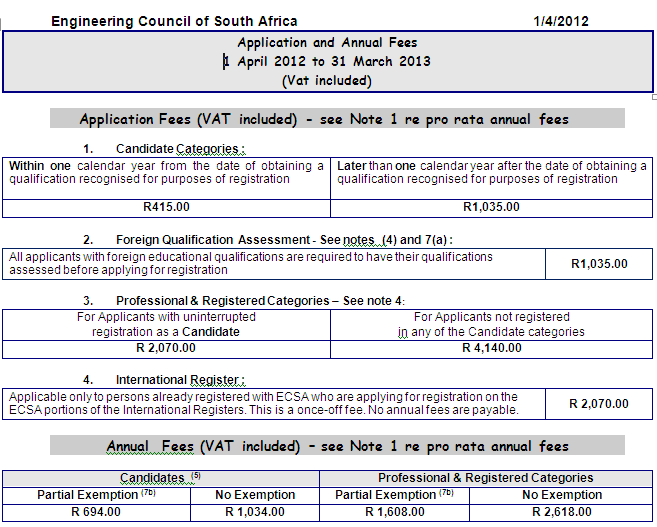 Engineering Council of South Africa 1/4/2012
Application and Annual Fees
1 April 2012 to 31 March 2013
(Vat included)
Application Fees (VAT included) - see Note 1 re pro rata annual fees
1. Candidate Categories:
Within one calendar year from the date of obtaining a qualification recognised for purposes of registration
Later than one calendar year after the date of obtaining a qualification recognised for purposes of registration
R415.00 R1,035.00
2. Foreign Qualification Assessment - See notes (4) and 7(a):
All applicants with foreign educational qualifications are required to have their qualifications
assessed before applying for registration
R1,035.00
3. Professional & Registered Categories – See note 4:
For Applicants with uninterrupted
registration as a Candidate
For Applicants not registered
in any of the Candidate categories
R 2,070.00 R 4,140.00
4. International Register:
Applicable only to persons already registered with ECSA who are applying for registration on the
ECSA portions of the International Registers. This is a once-off fee. No annual fees are payable.
R 2,070.00
Annual Fees (VAT included) - see Note 1 re pro rata annual fees
Candidates (5) Professional & Registered Categories
Partial Exemption (7b) No Exemption Partial Exemption (7b) No Exemption
R 694.00 R 1,034.00 R 1,608.00 R 2,618.00